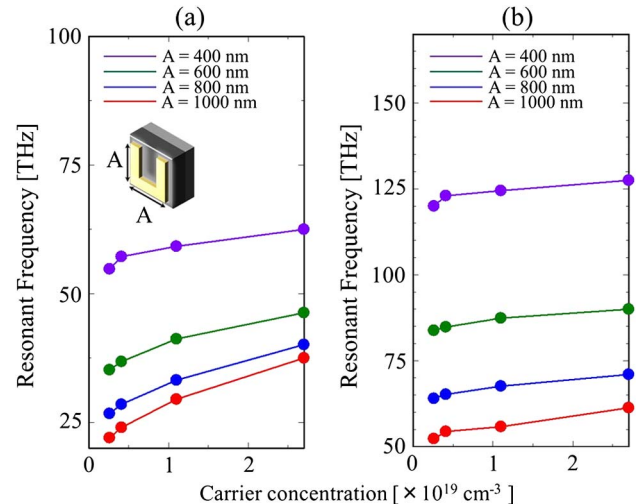 (a)
(b)
100
75
50
25
Resonant Frequency [THz]
A = 400 nm
A = 600 nm
A = 800 nm
A = 1000 nm
A
A
0
1
2
150
125
100
75
50
Resonant Frequency [THz]
A = 400 nm
A = 600 nm
A = 800 nm
A = 1000 nm
0
1
2
Carrier concentration [ × 10¹⁹ cm⁻³ ]